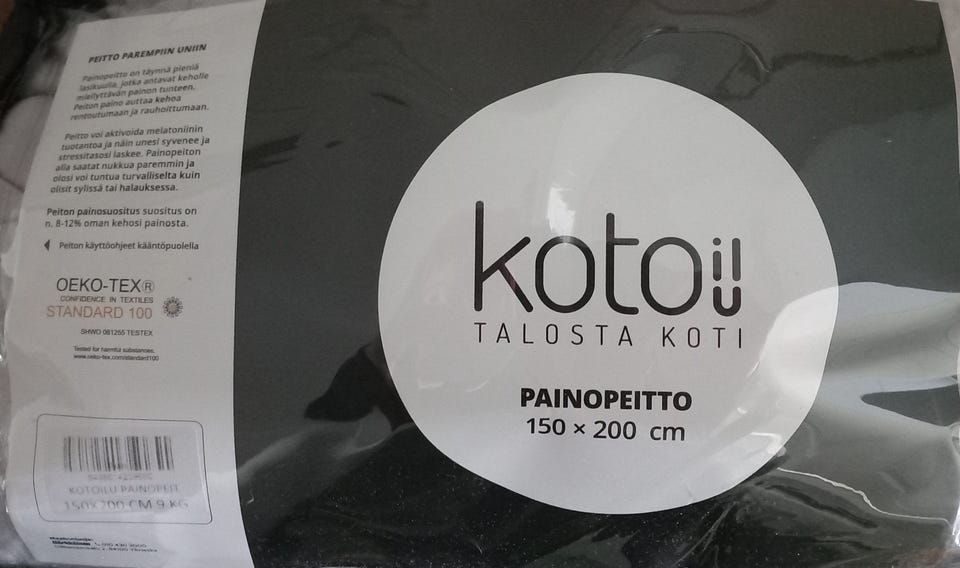 PEITTO PAREMPIIN UNIIN
Painopeitto on täynnä pieniä
lasikuulia, jotka antavat keholle
miellyttävän painon tunteen.
Peiton paino auttaa kehoa
rentoutumaan ja rauhoittumaan.
Peitto voi aktivoida melatoniinin
tuotantoa ja näin unesi syvenee ja
stressitasosi laskee. Painopeiton
alla saatat nukkua paremmin ja
olosi voi tuntua turvalliselta kuin
olisit sylissä tai halauksessa.
Peiton painosuositus suositus on
n. 8-12% oman kehosi painosta.
Peiton käyttöohjeet kääntöpuolella
OEKO-TEX®
CONFIDENCE IN TEXTILES
STANDARD 100
SHWO 081255 TESTEX
Tested for harmful substances.
www.oeko-tex.com/standard100
KOTOILU PAINOPEIT
150X200 CM 9 KG
kotoilu
TALOSTA KOTI
PAINOPEITTO
150 × 200 cm